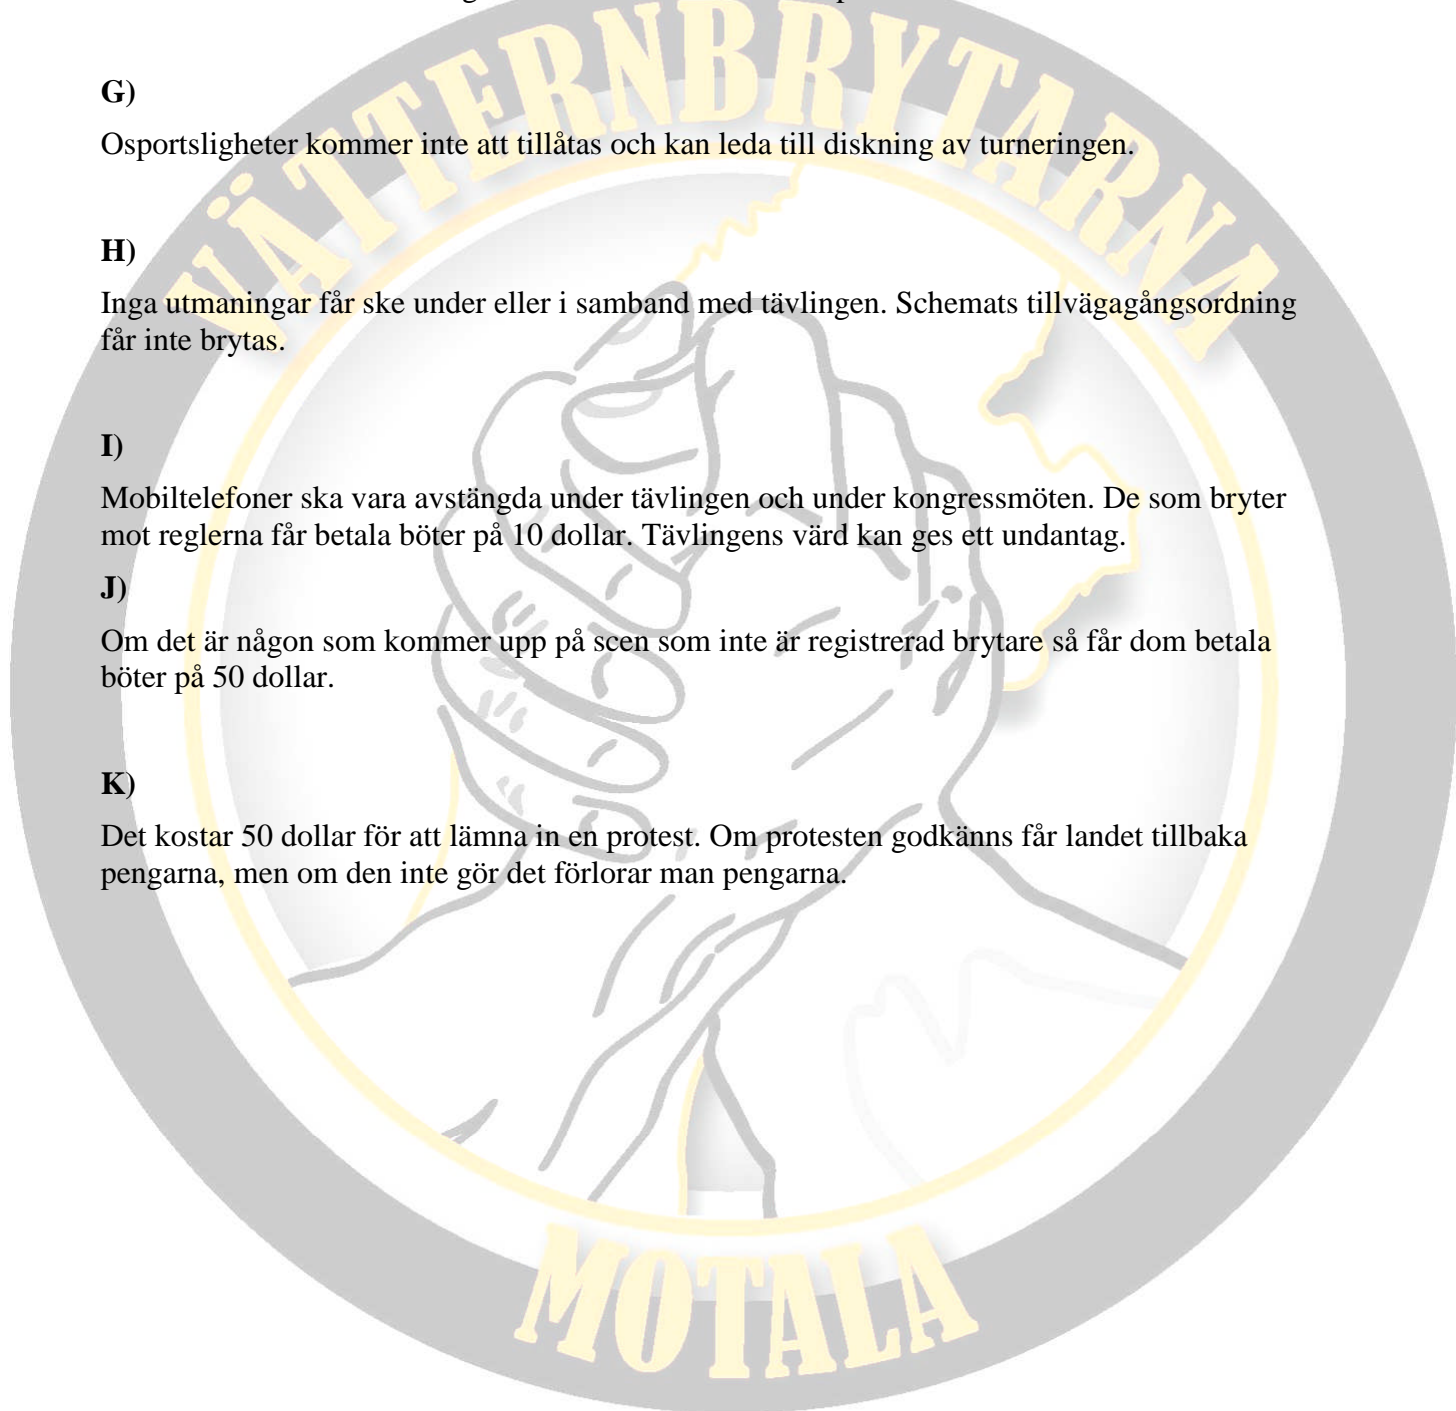 G)
Osportsligheter kommer inte att tillåtas och kan leda till diskning av turneringen.
H)
Inga utmaningar får ske under eller i samband med tävlingen. Schemats tillvägagångsordning
får inte brytas.
I)
Mobiltelefoner ska vara avstängda under tävlingen och under kongressmöten. De som bryter
mot reglerna får betala böter på 10 dollar. Tävlingens värd kan ges ett undantag.
J)
Om det är någon som kommer upp på scen som inte är registrerad brytare så får dom betala
böter på 50 dollar.
K)
Det kostar 50 dollar för att lämna in en protest. Om protesten godkänns får landet tillbaka
pengarna, men om den inte gör det förlorar man pengarna.
VÄTTERNBRYTARNA
MOTALA